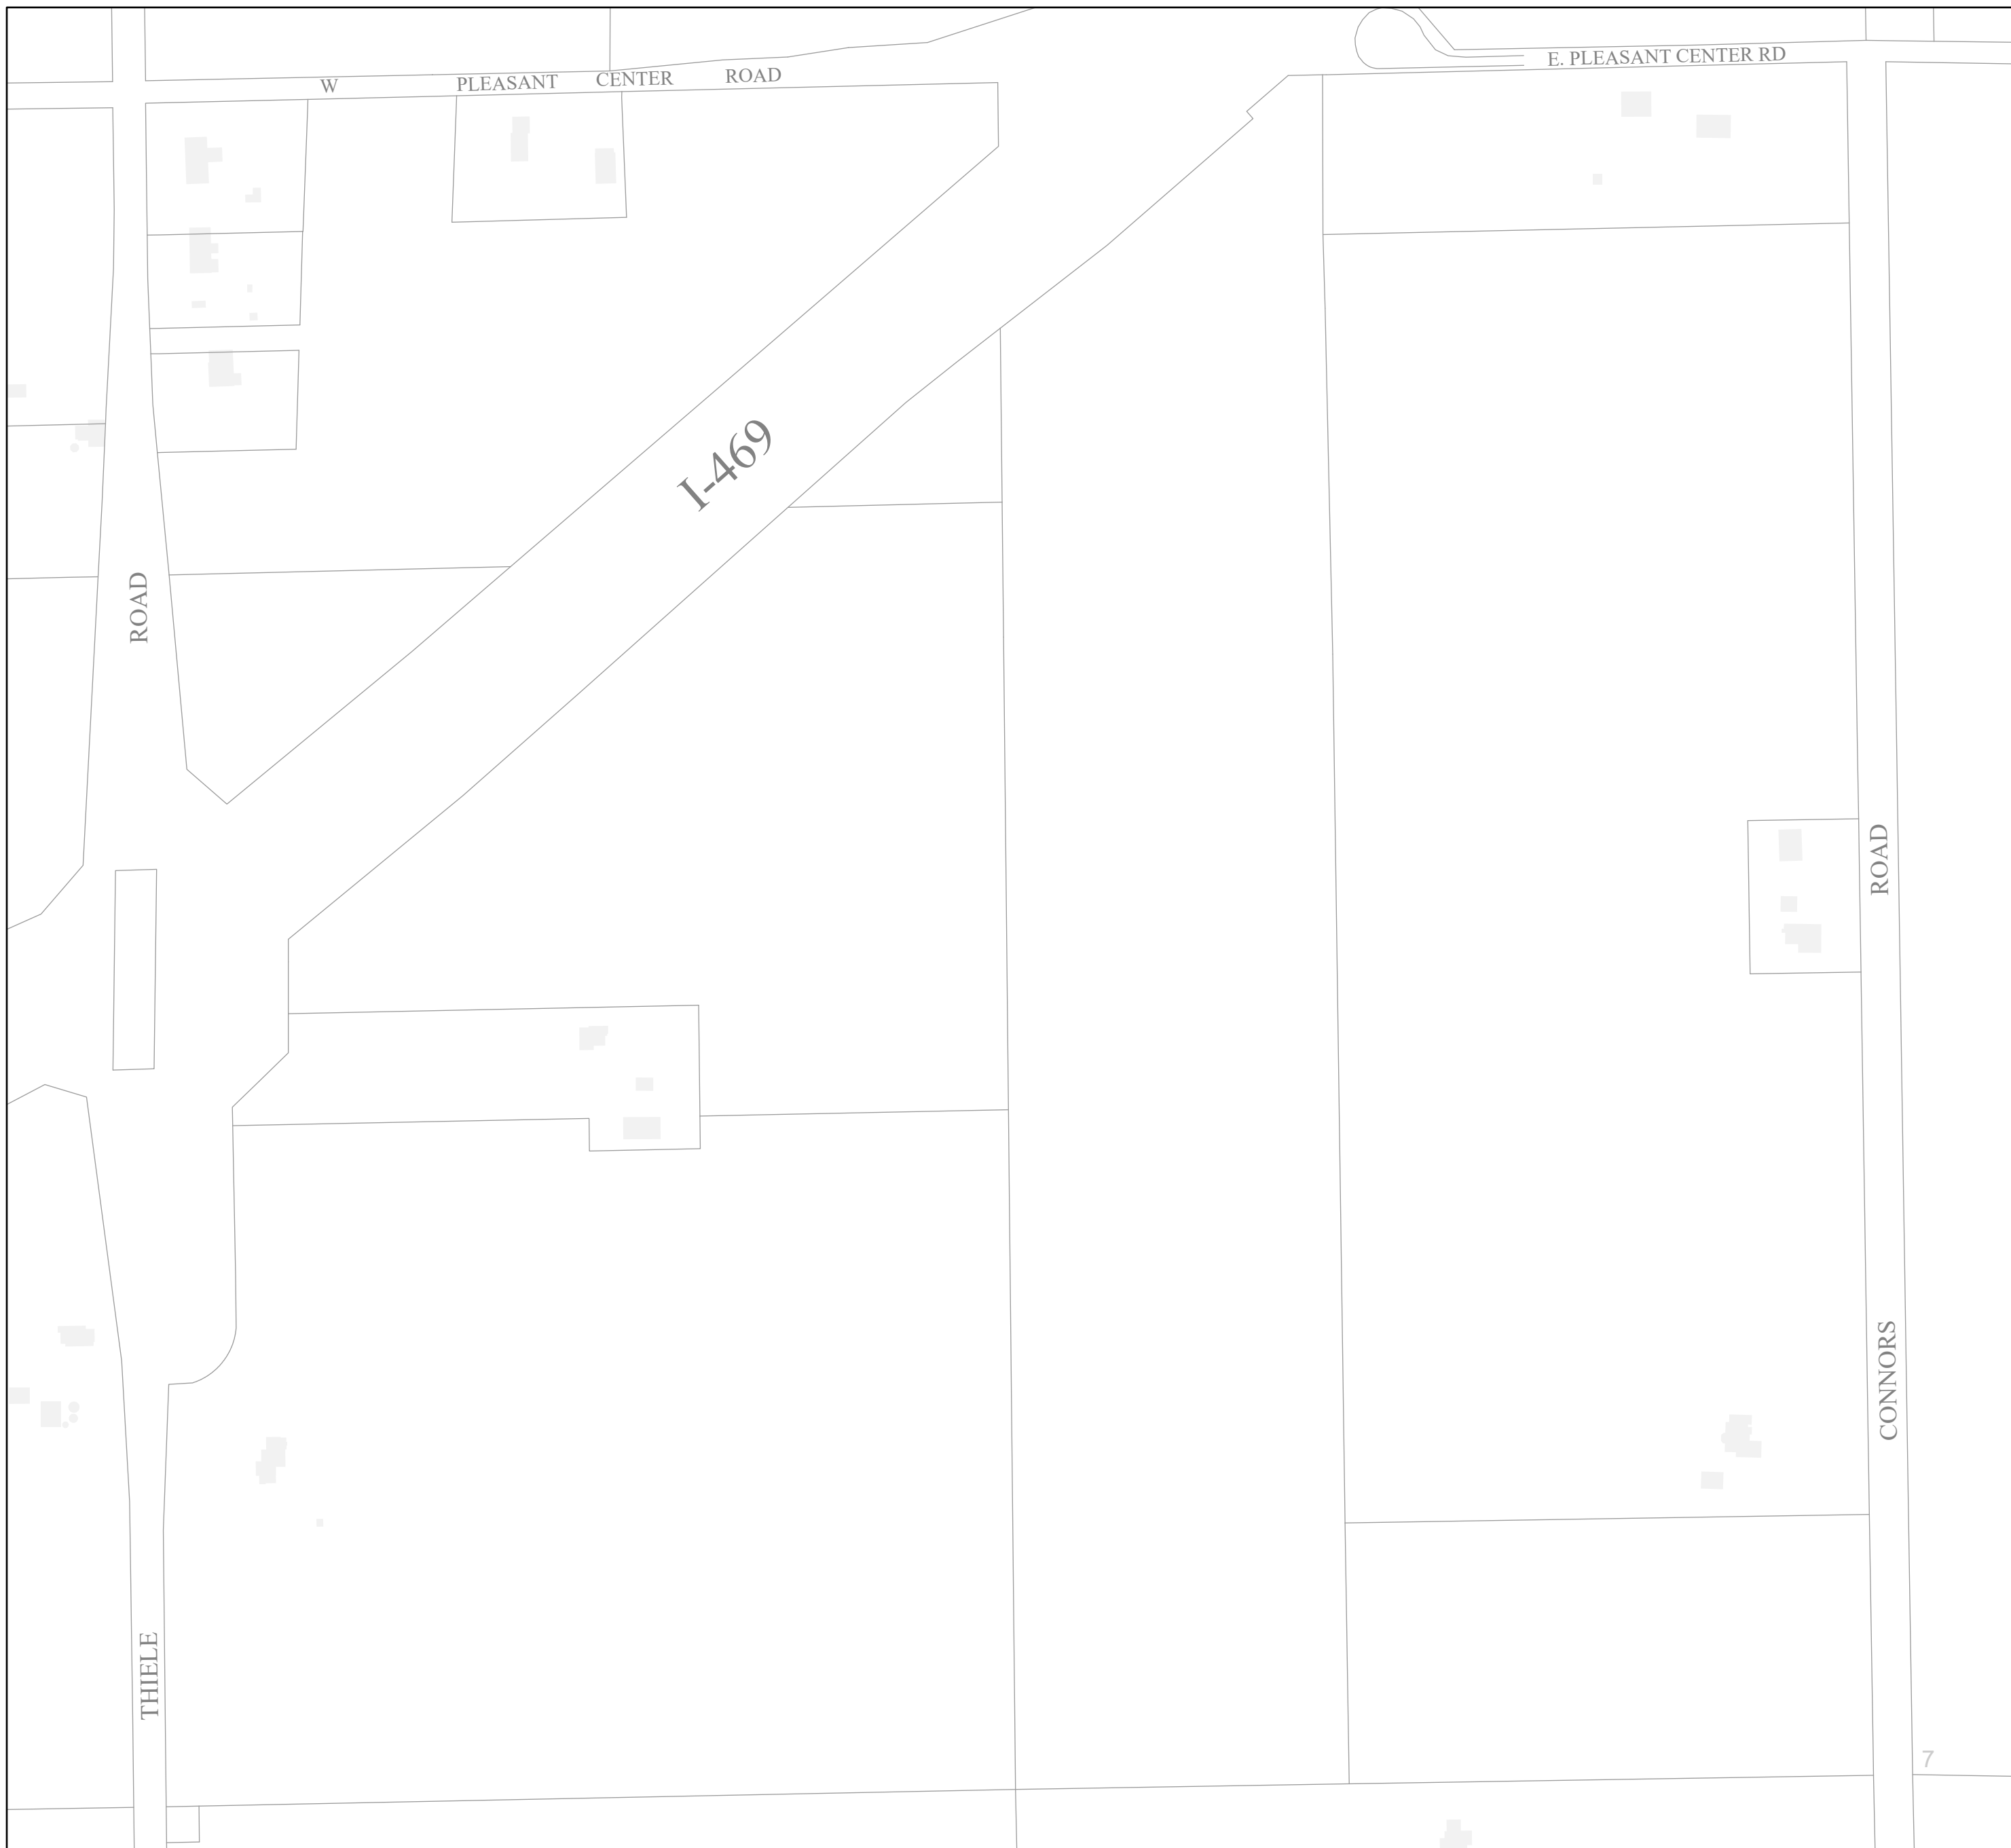 W PLEASANT CENTER ROAD
E. PLEASANT CENTER RD
I-469
ROAD
ROAD
CONNORS
THIELE
7